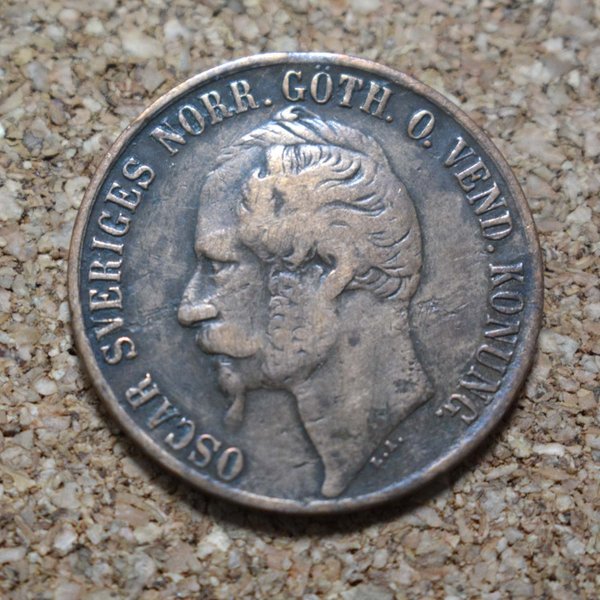 OSCAR SVERIGES NORR. GÖTH. O. VEND. KONUNG.
L.A.